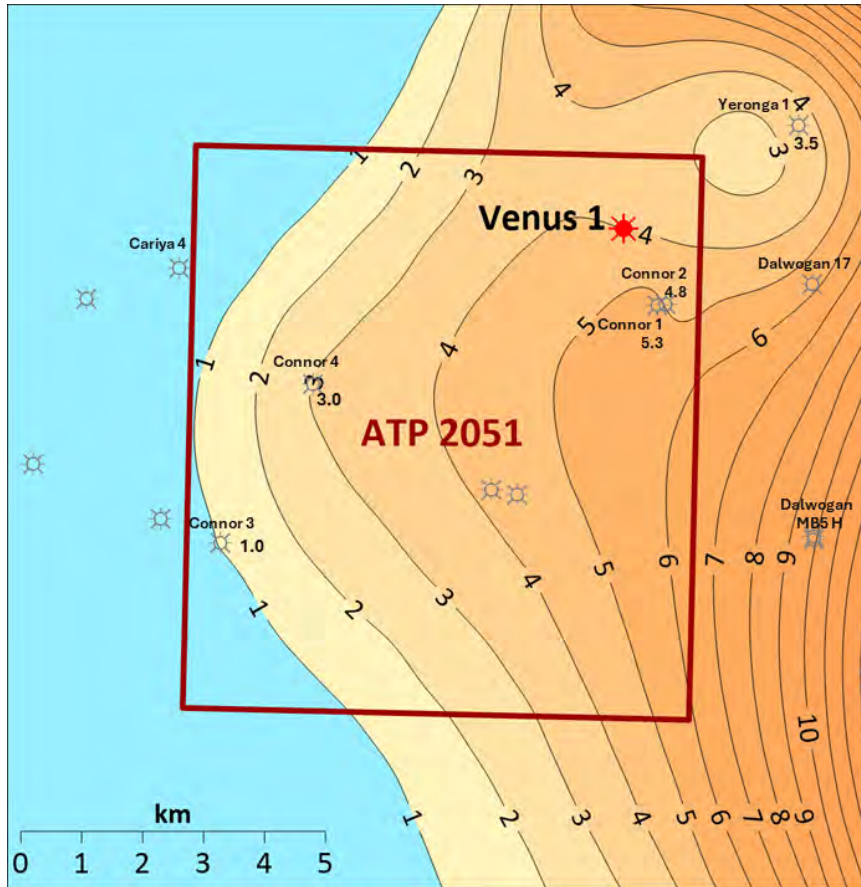 4
Yeronga 1
4
3.5
3
1
2
3
Venus 1
4
Cariya 4
Connor 2
4.8
Dalwogan 17
Connor 1
5.3
5
6
4
1
2
Connor 4
3
3.0
ATP 2051
Dalwogan
MB5 H
Connor 3
1.0
6
7
8
9
5
4
3
2
1
10
km
1
2
3
4
5
6
7
8
9
0 1 2 3 4 5